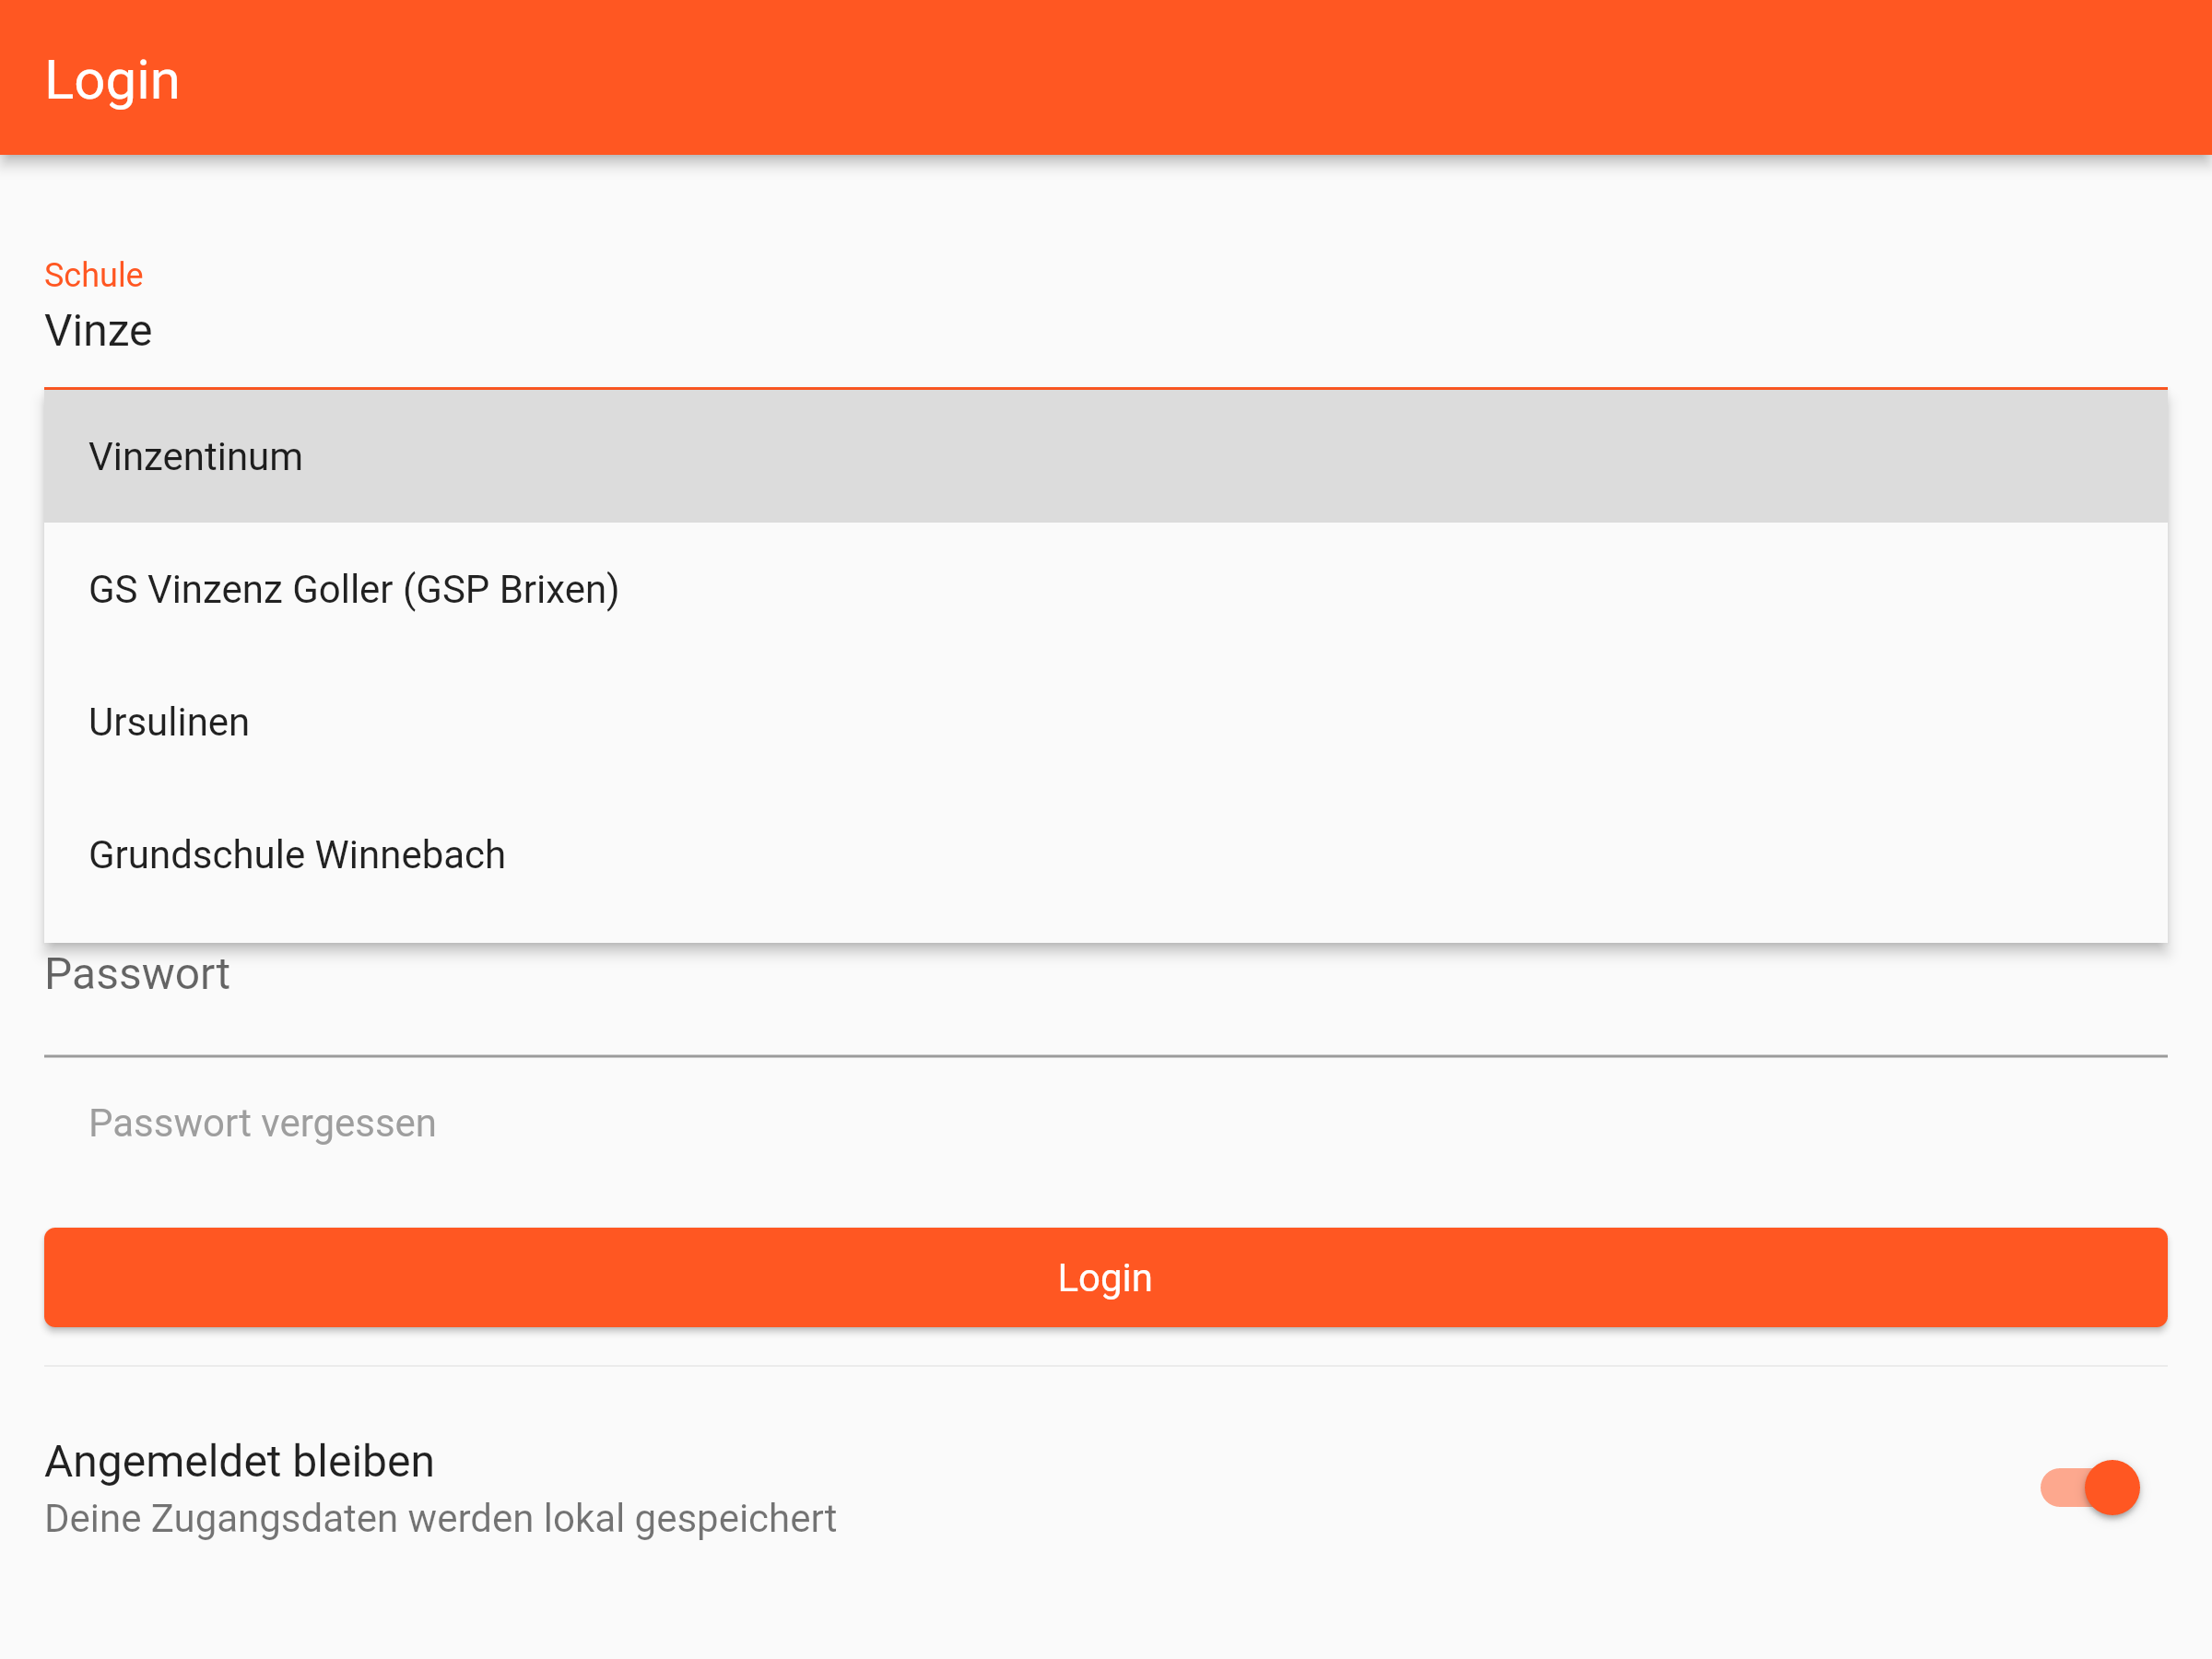 Login
Schule
Vinze
Vinzentinum
GS Vinzenz Goller (GSP Brixen)
Ursulinen
Grundschule Winnebach
Passwort
Passwort vergessen
Login
Angemeldet bleiben
Deine Zugangsdaten werden lokal gespeichert